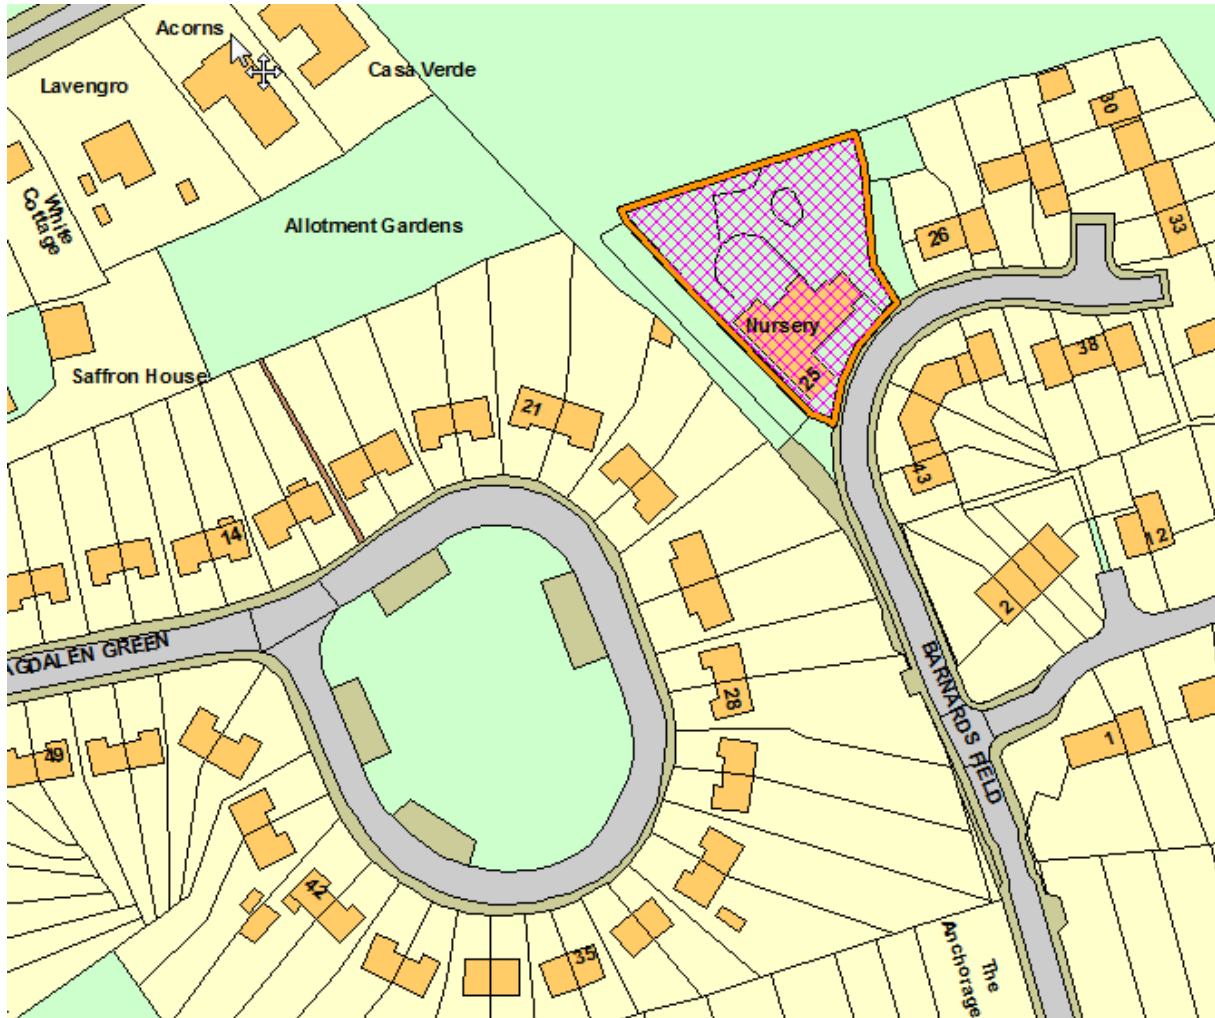 Acorns
Casa Verde
Lavengro
30
White
Cottage
Allotment Gardens
33
26
Nursery
38
Saffron House
25
21
43
14
12
2
AGDALEN GREEN
BARNARDS FIELD
28
1
49
42
35
The
Anchorage